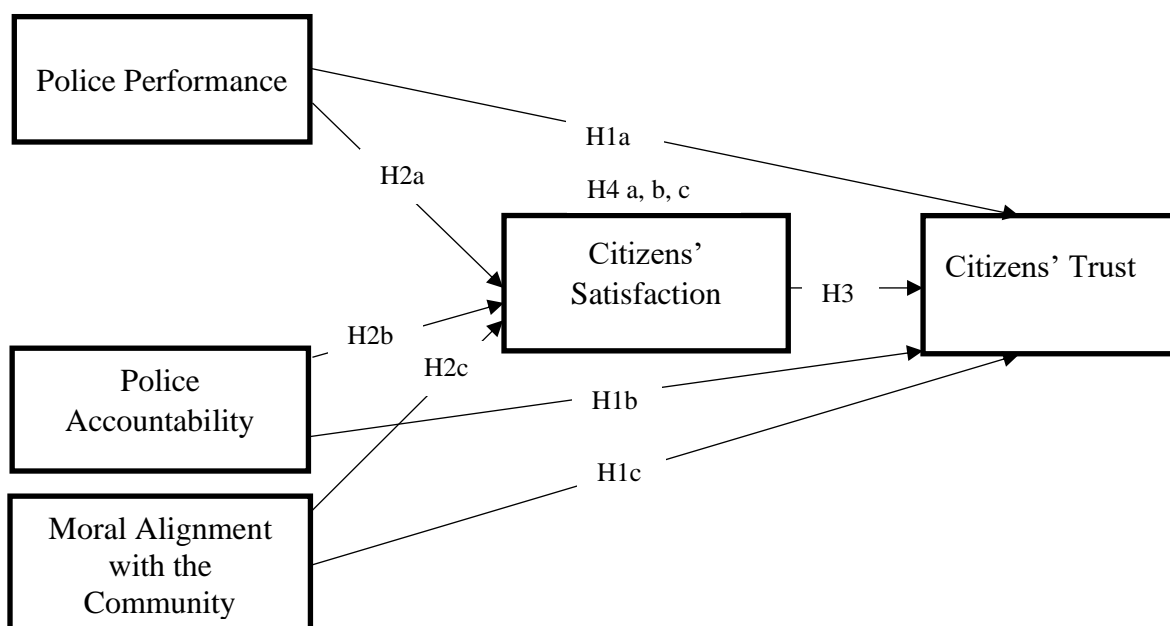 Police Performance
H1a
H2a
H4 a, b, c
Citizens’
Satisfaction
Citizens’ Trust
H3
H2b
H2c
Police
Accountability
H1b
H1c
Moral Alignment
with the
Community